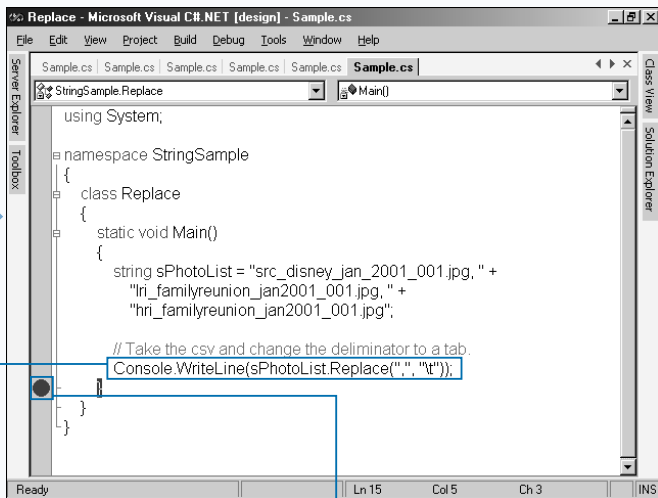 Replace - Microsoft Visual C#.NET [design] - Sample.cs
File Edit View Project Build Debug Tools Window Help
Server Explorer
Toolbox
Sample.cs Sample.cs Sample.cs Sample.cs Sample.cs Sample.cs
StringSample.Replace Main()
using System;
namespace StringSample
{
class Replace
{
static void Main()
{
string sPhotoList = "src_disney_jan_2001_001.jpg, " +
"lri_familyreunion_jan2001_001.jpg, " +
"hri_familyreunion_jan2001_001.jpg";
// Take the csv and change the deliminator to a tab.
Console.WriteLine(sPhotoList.Replace(",", "\t"));
}
}
}
Class View
Solution Explorer
Ready Ln 15 Col 5 Ch 3 INS